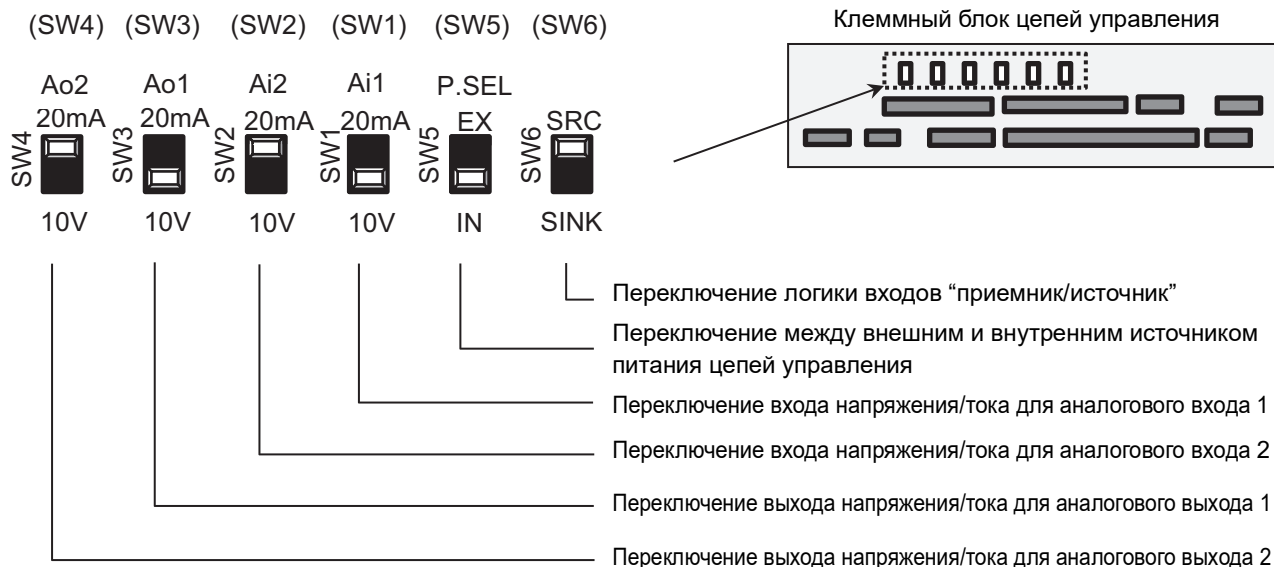 (SW4) (SW3) (SW2) (SW1) (SW5) (SW6)
Клеммный блок цепей управления
Ao2 Ao1 Ai2 Ai1 P.SEL
20mA 20mA 20mA 20mA EX SRC
SW4 SW3 SW2 SW1 SW5 SW6
10V 10V 10V 10V IN SINK
Переключение логики входов “приемник/источник”
Переключение между внешним и внутренним источником
питания цепей управления
Переключение входа напряжения/тока для аналогового входа 1
Переключение входа напряжения/тока для аналогового входа 2
Переключение выхода напряжения/тока для аналогового выхода 1
Переключение выхода напряжения/тока для аналогового выхода 2